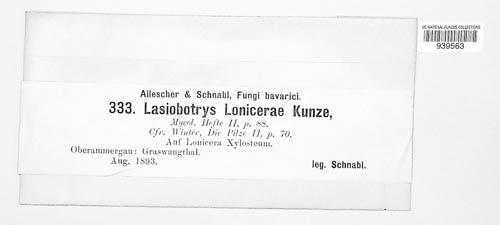 US NATIONAL FUNGUS COLLECTIONS
939563
Allescher & Schnabl, Fungi bavarici.
333. Lasiobotrys Lonicerae Kunze,
Mycol. Hefte II, p. 88.
Cfr. Winter, Die Pilze II, p. 70.
Auf Lonicera Xylosteum.
Oberammergau: Graswangthal.
Aug. 1893. leg. Schnabl.